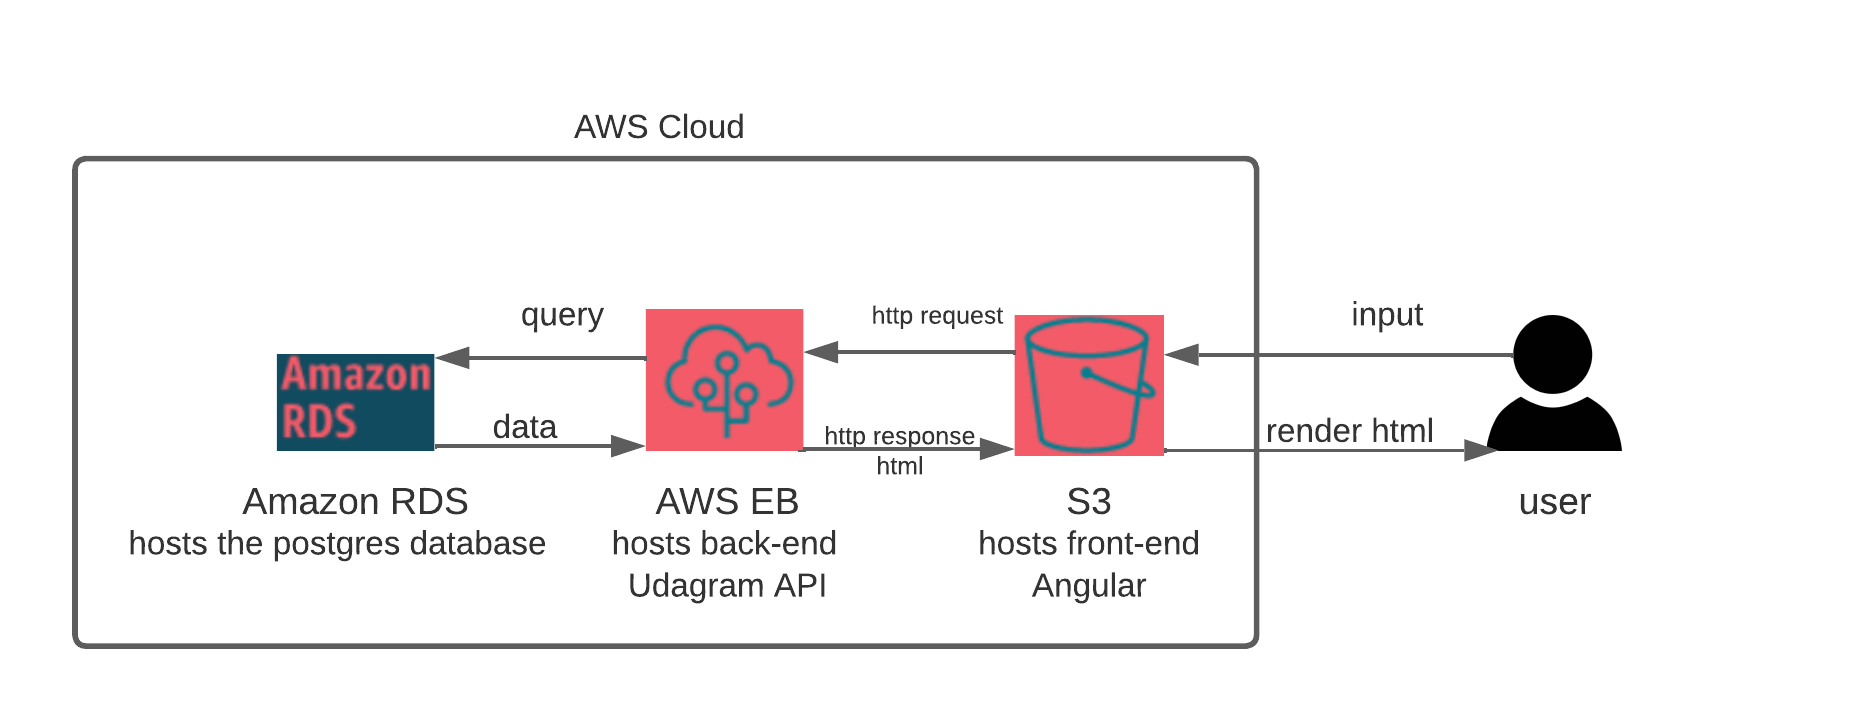 AWS Cloud
query
http request
input
Amazon
RDS
data
http response
html
render html
Amazon RDS
hosts the postgres database
AWS EB
hosts back-end
Udagram API
S3
hosts front-end
Angular
user